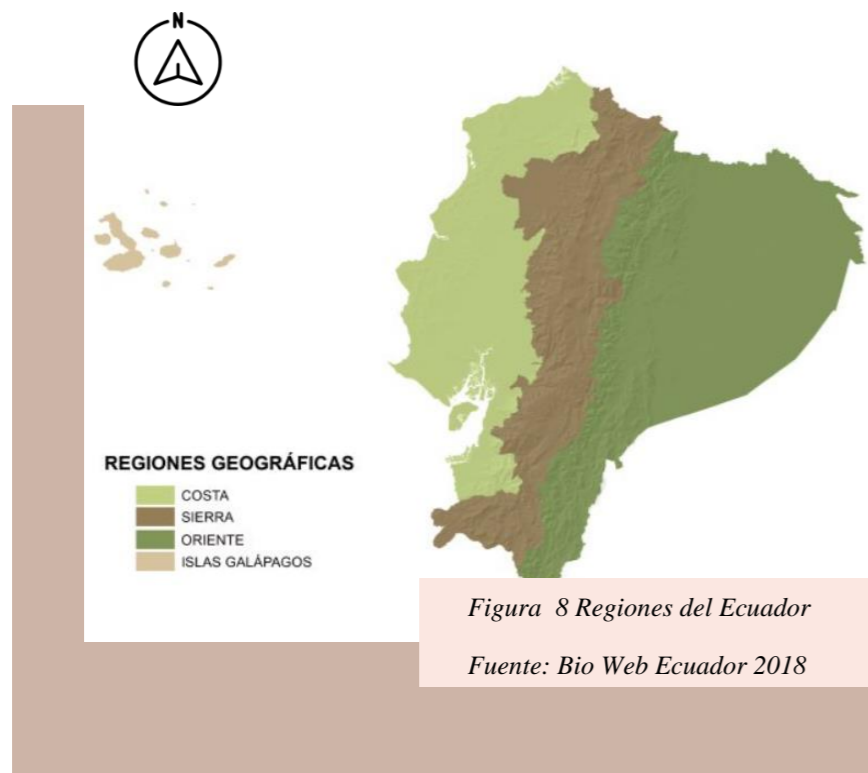 N
REGIONES GEOGRÁFICAS
COSTA
SIERRA
ORIENTE
ISLAS GALÁPAGOS
Figura 8 Regiones del Ecuador
Fuente: Bio Web Ecuador 2018